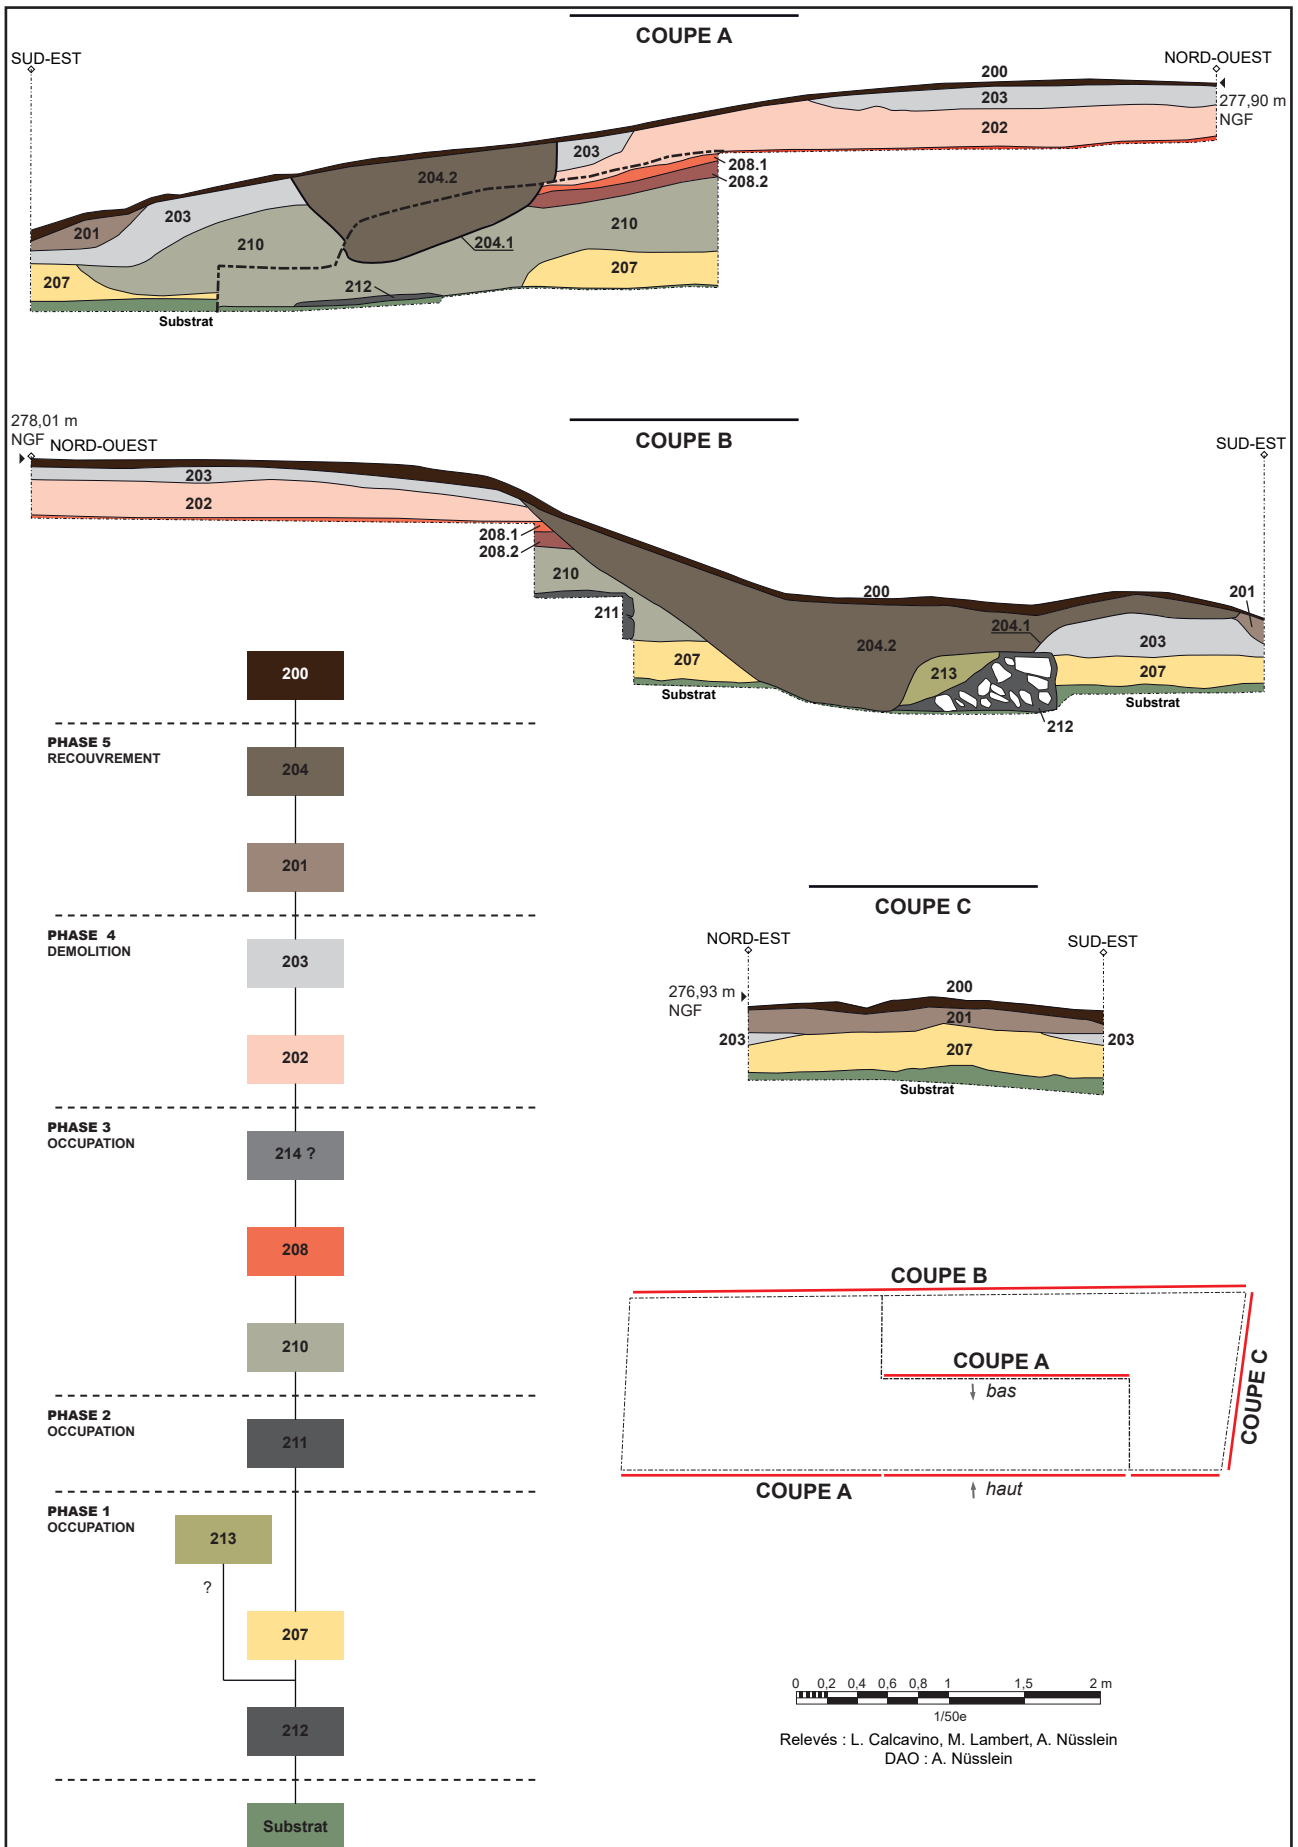 COUPE A
SUD-EST
NORD-OUEST
200
203
277,90 m
NGF
202
203
208.1
208.2
204.2
203
201
210
204.1
210
207
207
212
Substrat
COUPE B
278,01 m
NGF
NORD-OUEST
SUD-EST
203
202
208.1
208.2
210
211
200
201
204.1
204.2
203
213
207
207
Substrat
Substrat
212
200
PHASE 5
RECOUVREMENT
204
201
PHASE 4
DEMOLITION
203
202
PHASE 3
OCCUPATION
214 ?
208
210
PHASE 2
OCCUPATION
211
PHASE 1
OCCUPATION
213
?
207
212
Substrat
COUPE C
NORD-EST
SUD-EST
276,93 m
NGF
200
201
203
203
207
Substrat
COUPE B
COUPE A
bas
COUPE C
COUPE A
haut
0 0,2 0,4 0,6 0,8 1 1,5 2 m
1/50e
Relevés : L. Calcavino, M. Lambert, A. Nüsslein
DAO : A. Nüsslein